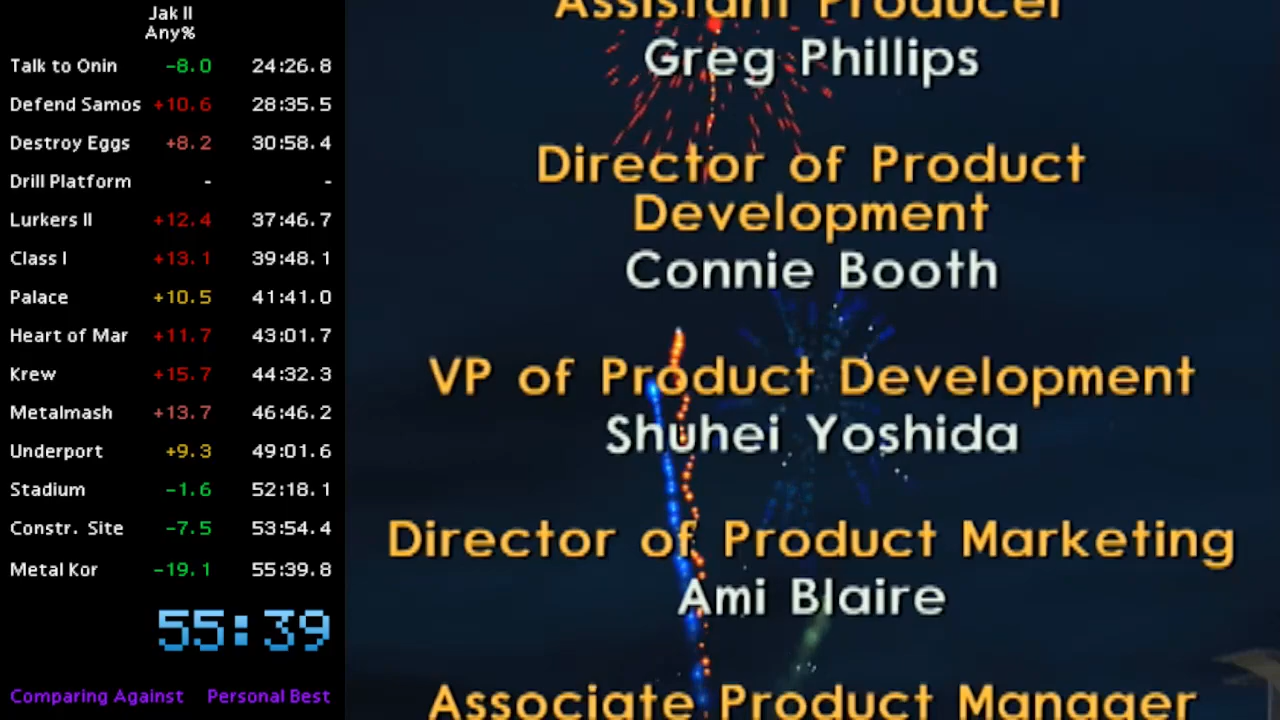 Jak II
Any%
Talk to Onin -8.0 24:26.8
Defend Samos +10.6 28:35.5
Destroy Eggs +8.2 30:58.4
Drill Platform - -
Lurkers II +12.4 37:46.7
Class I +13.1 39:48.1
Palace +10.5 41:41.0
Heart of Mar +11.7 43:01.7
Krew +15.7 44:32.3
Metalmash +13.7 46:46.2
Underport +9.3 49:01.6
Stadium -1.6 52:18.1
Constr. Site -7.5 53:54.4
Metal Kor -19.1 55:39.8
55:39
Comparing Against Personal Best
Assistant Producer
Greg Phillips
Director of Product
Development
Connie Booth
VP of Product Development
Shuhei Yoshida
Director of Product Marketing
Ami Blaire
Associate Product Manager